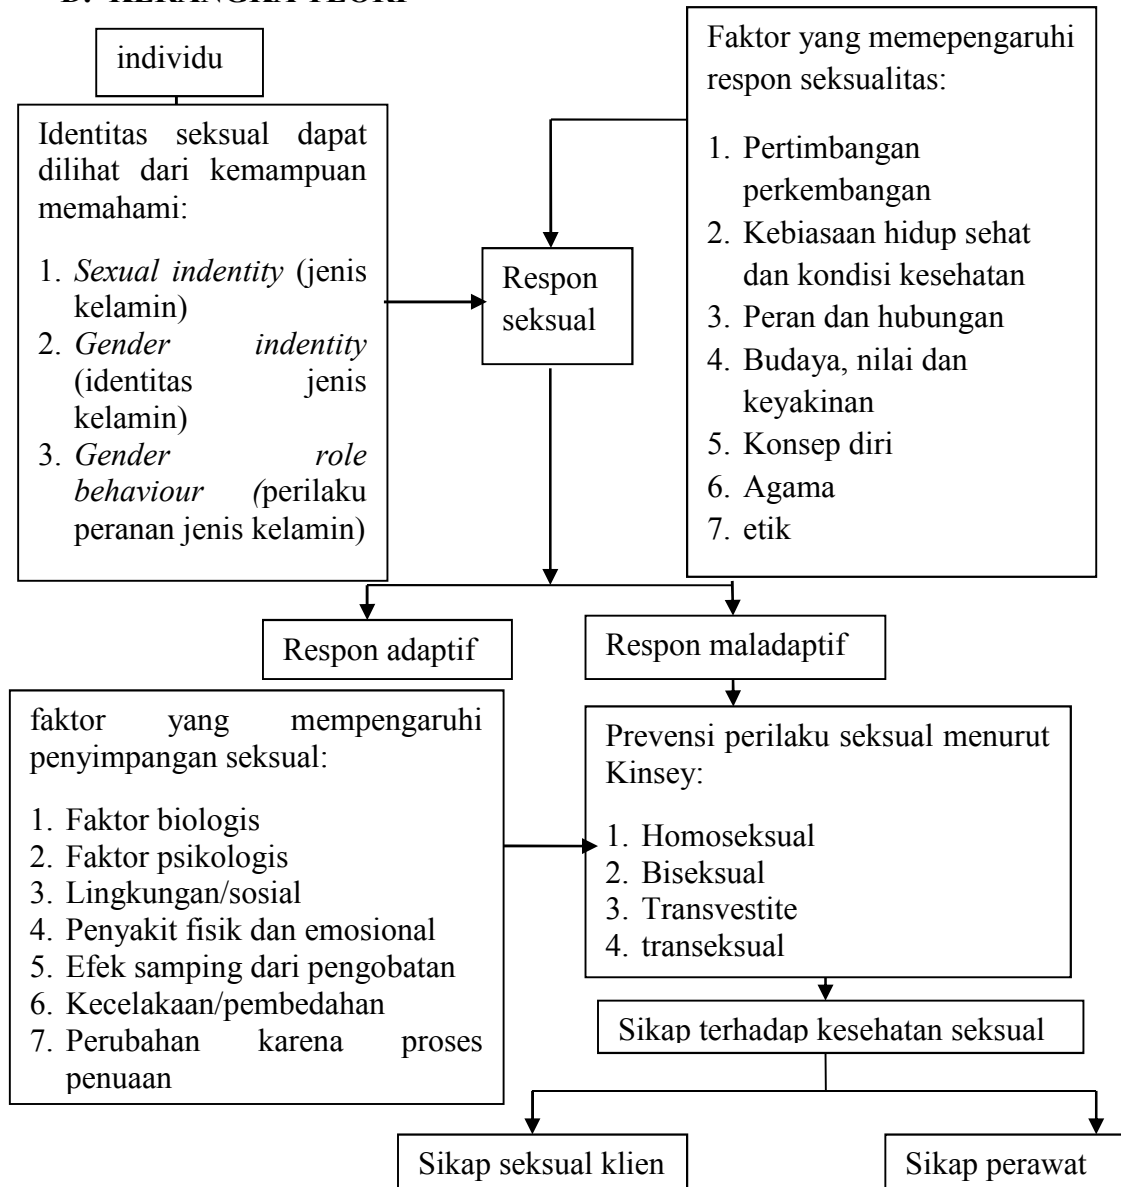 individu
Identitas seksual dapat
dilihat dari kemampuan
memahami:
1. Sexual indentity (jenis
kelamin)
2. Gender indentity
(identitas jenis
kelamin)
3. Gender role
behaviour (perilaku
peranan jenis kelamin)
Respon
seksual
Faktor yang memepengaruhi
respon seksualitas:
1. Pertimbangan
perkembangan
2. Kebiasaan hidup sehat
dan kondisi kesehatan
3. Peran dan hubungan
4. Budaya, nilai dan
keyakinan
5. Konsep diri
6. Agama
7. etik
Respon adaptif
Respon maladaptif
faktor yang mempengaruhi
penyimpangan seksual:
1. Faktor biologis
2. Faktor psikologis
3. Lingkungan/sosial
4. Penyakit fisik dan emosional
5. Efek samping dari pengobatan
6. Kecelakaan/pembedahan
7. Perubahan karena proses
penuaan
Prevensi perilaku seksual menurut
Kinsey:
1. Homoseksual
2. Biseksual
3. Transvestite
4. transeksual
Sikap terhadap kesehatan seksual
Sikap seksual klien
Sikap perawat